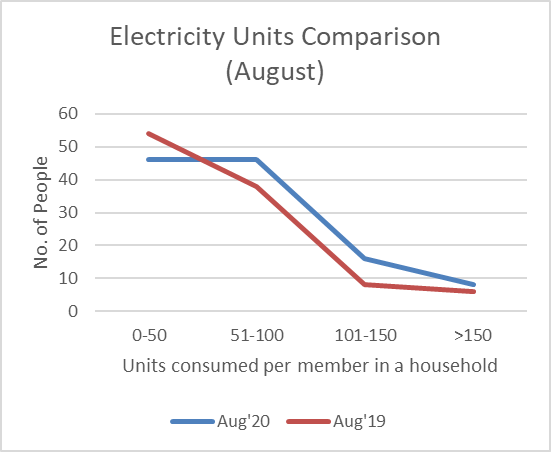 Electricity Units Comparison
(August)
No. of People
60
50
40
30
20
10
0
0-50 51-100 101-150 >150
Units consumed per member in a household
Aug'20 Aug'19